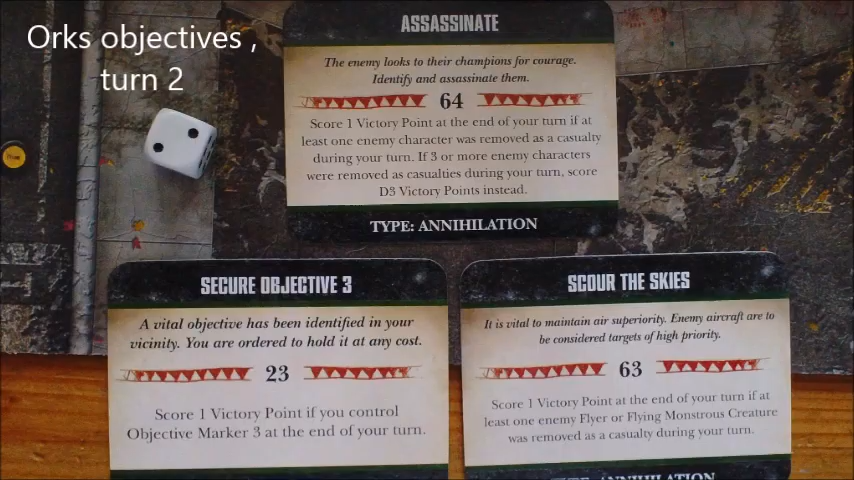 Orks objectives ,
turn 2
ASSASSINATE
The enemy looks to their champions for courage.
Identify and assassinate them.
64
Score 1 Victory Point at the end of your turn if at
least one enemy character was removed as a casualty
during your turn. If 3 or more enemy characters
were removed as casualties during your turn, score
D3 Victory Points instead.
TYPE: ANNIHILATION
SECURE OBJECTIVE 3
A vital objective has been identified in your
vicinity. You are ordered to hold it at any cost.
23
Score 1 Victory Point if you control
Objective Marker 3 at the end of your turn.
SCOUR THE SKIES
It is vital to maintain air superiority. Enemy aircraft are to
be considered targets of high priority.
63
Score 1 Victory Point at the end of your turn if at
least one enemy Flyer or Flying Monstrous Creature
was removed as a casualty during your turn.
TYPE: ANNIHILATION